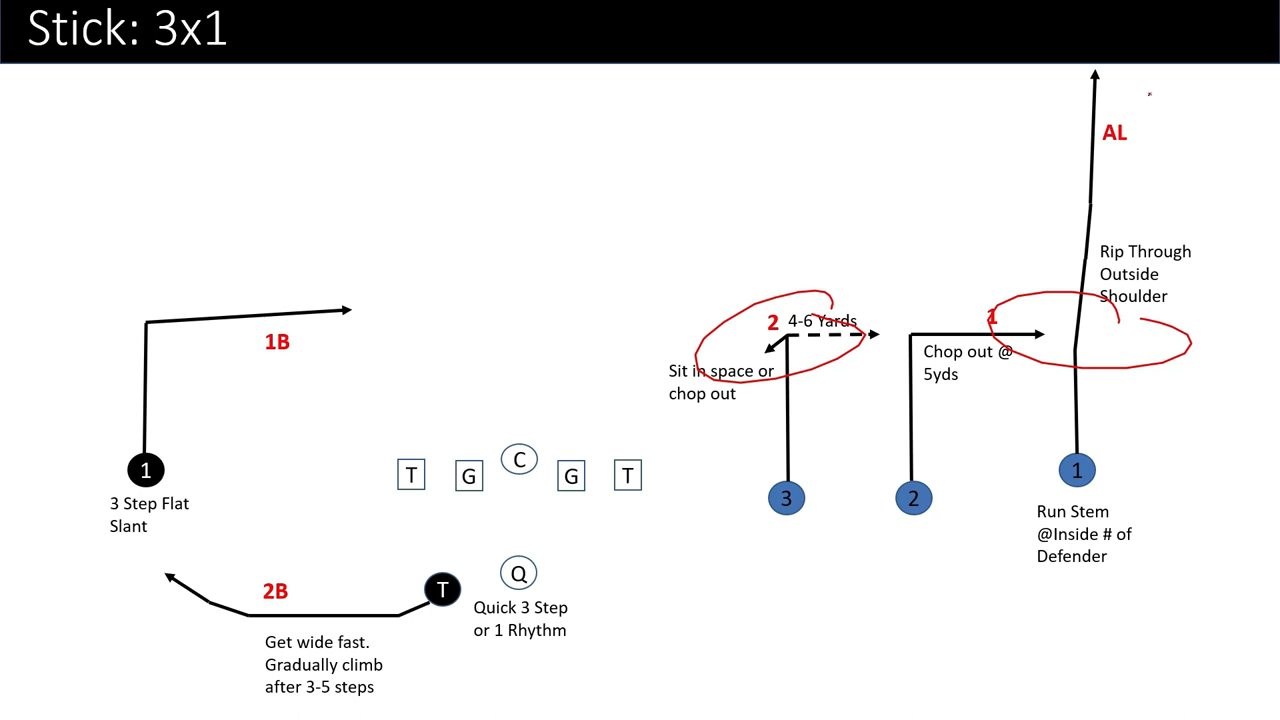 Stick: 3x1
AL
Rip Through
Outside
Shoulder
1B
2
4-6 Yards
1
Sit in space or
chop out
Chop out @
5yds
1
3 Step Flat
Slant
T
G
C
G
T
3
2
1
Run Stem
@Inside # of
Defender
2B
T
Q
Quick 3 Step
or 1 Rhythm
Get wide fast.
Gradually climb
after 3-5 steps